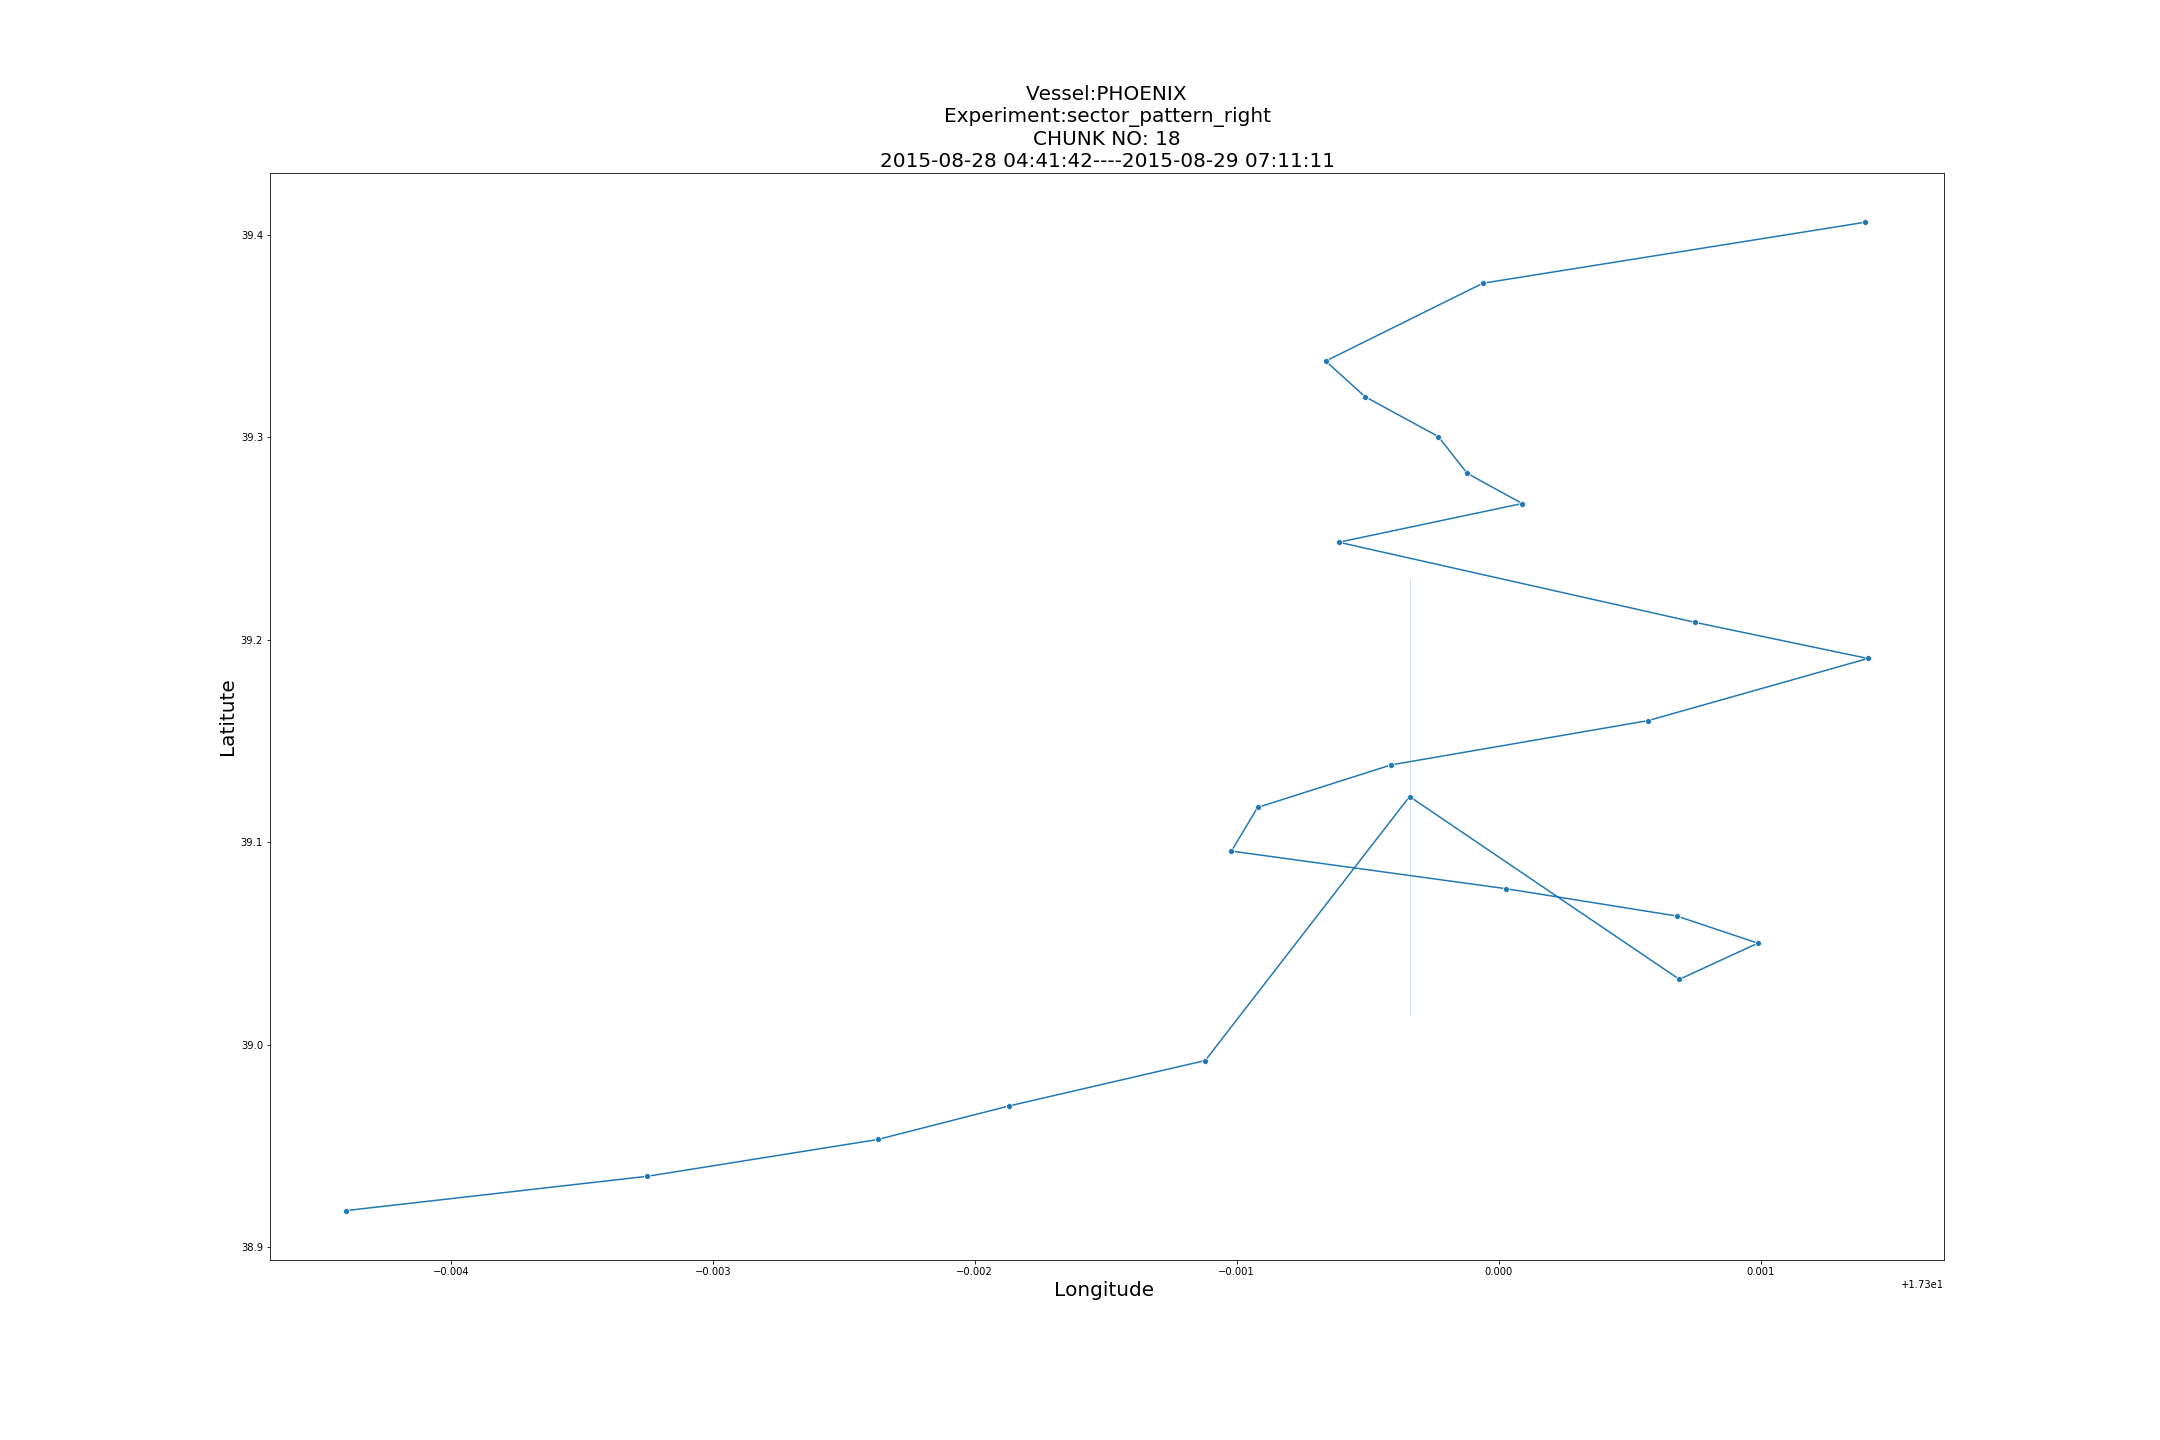 Vessel:PHOENIX
Experiment:sector_pattern_right
CHUNK NO: 18
2015-08-28 04:41:42----2015-08-29 07:11:11
39.4
39.3
39.2
39.1
39.0
38.9
Latitute
−0.004 −0.003 −0.002 −0.001 0.000 0.001
+1.73e1
Longitude